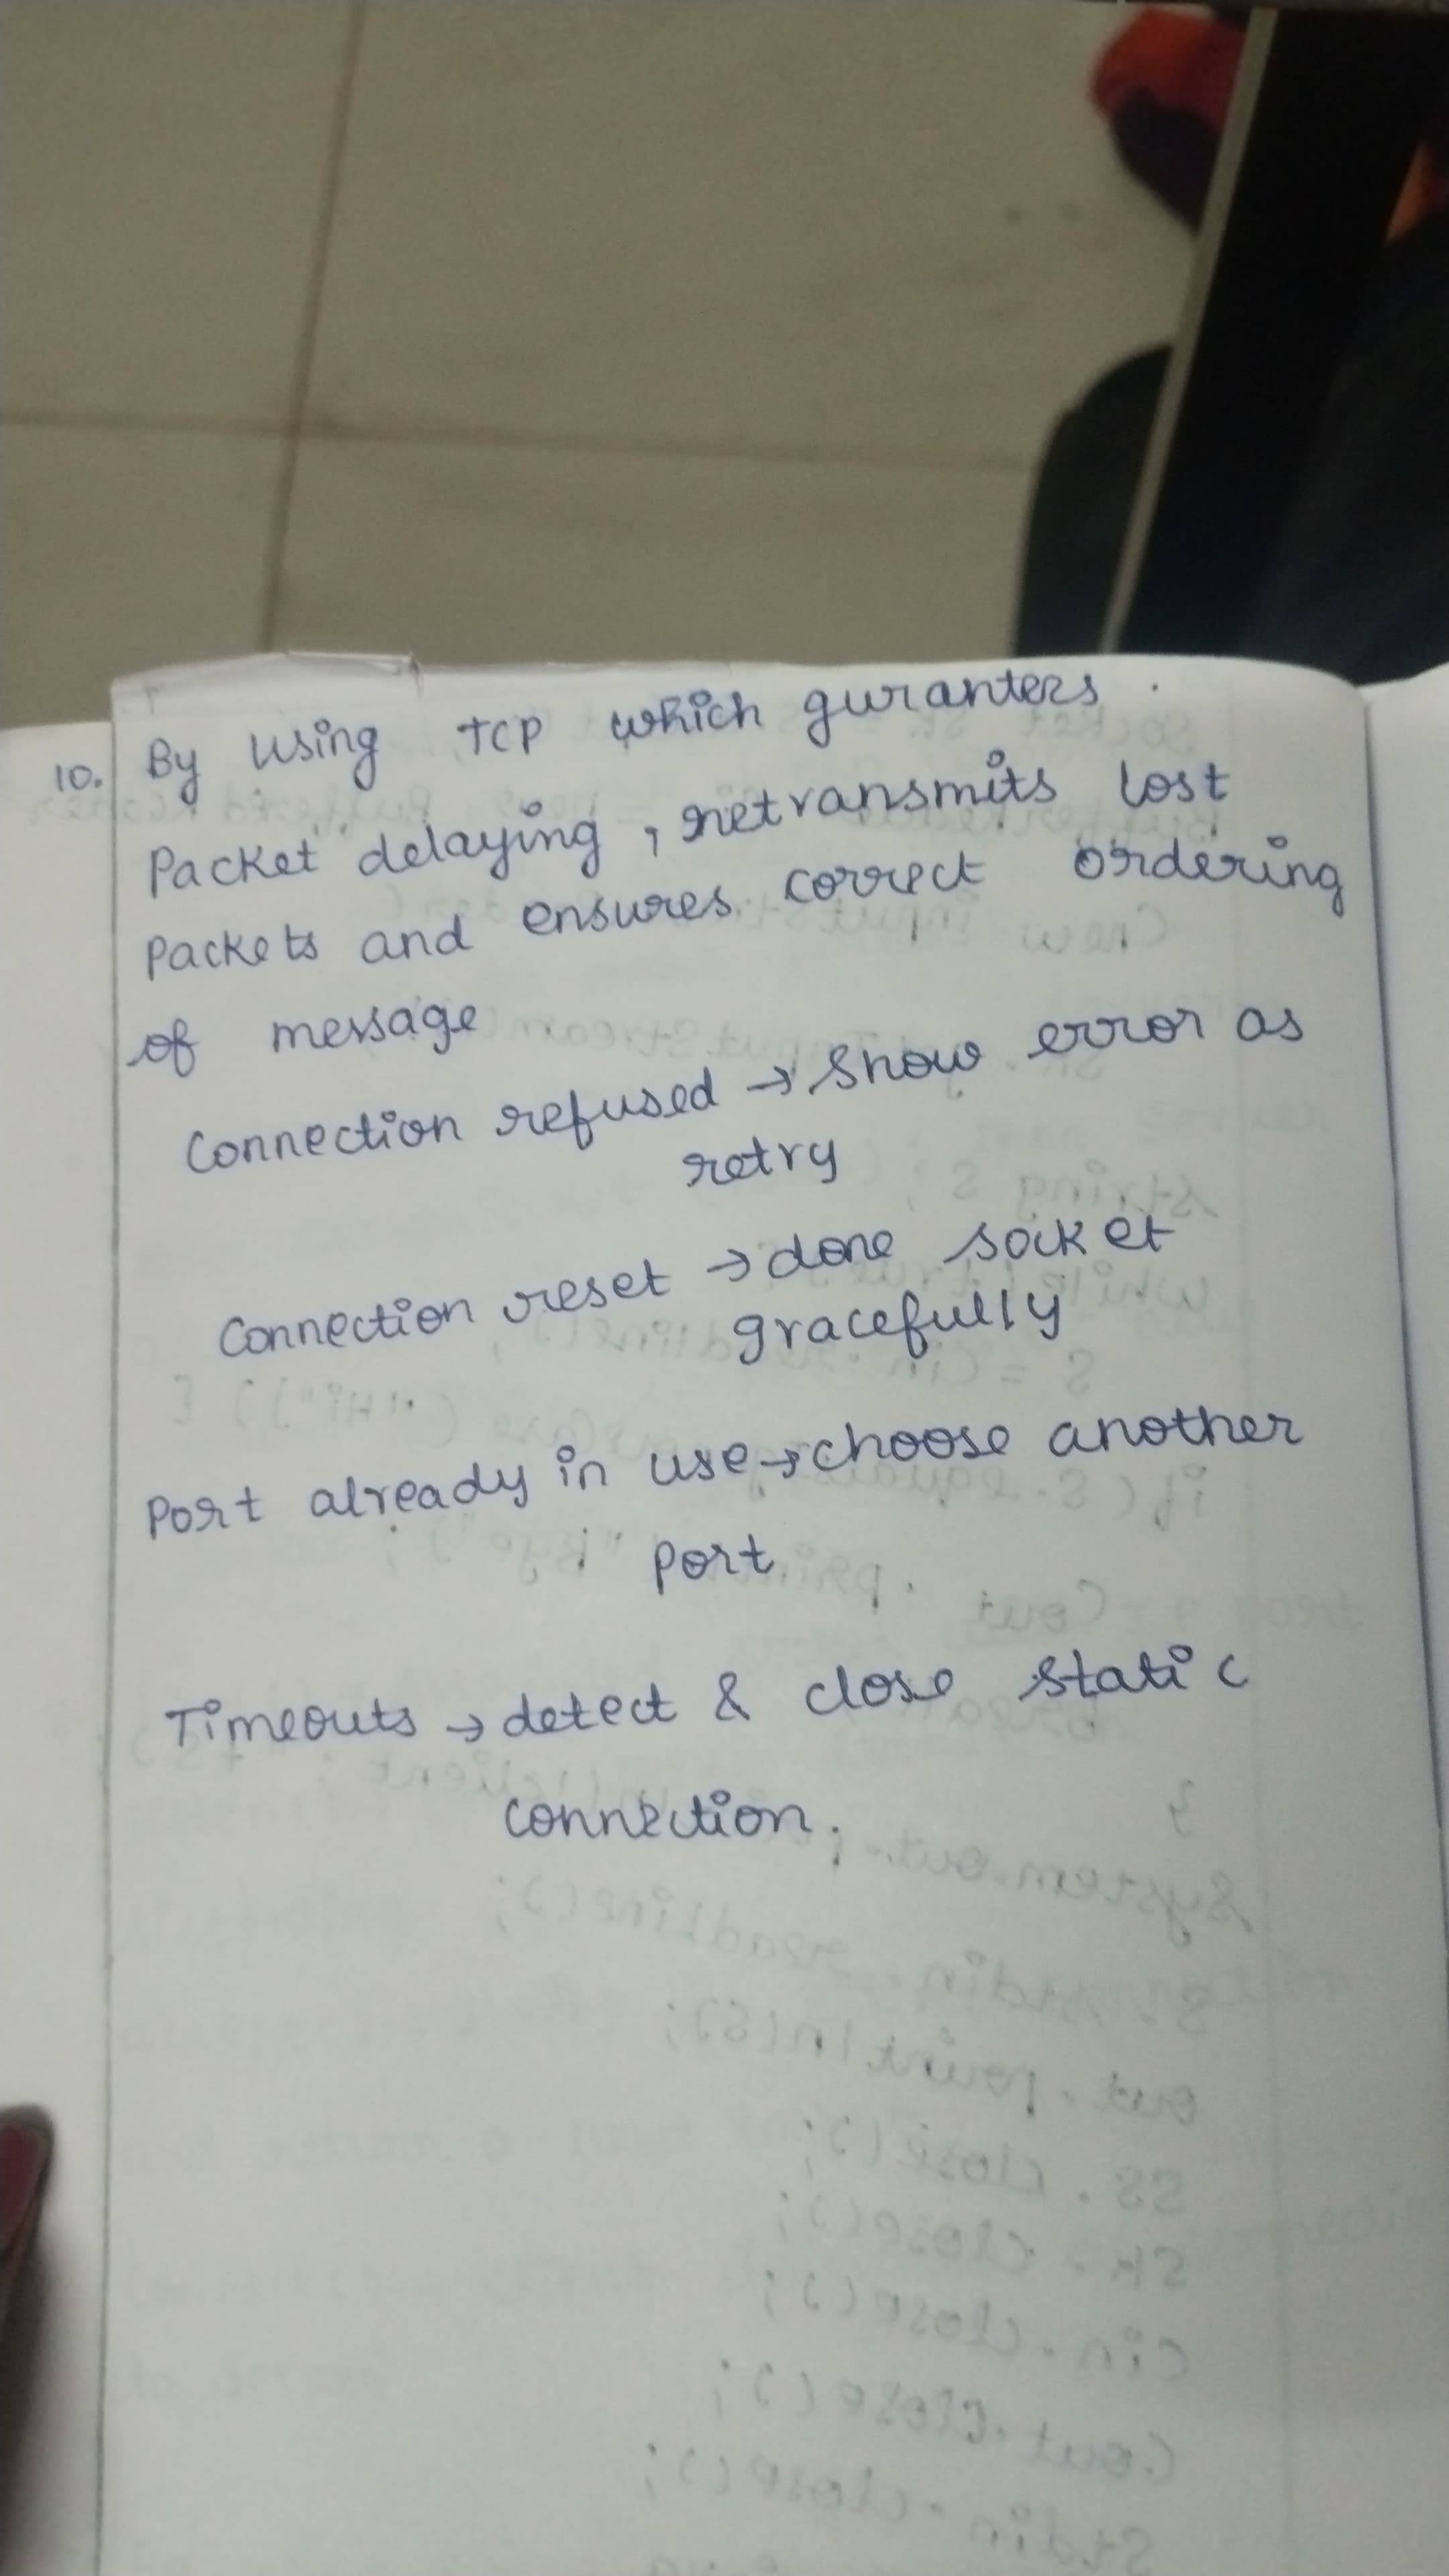 10. By using TCP which guranters.
Packet delaying, retransmits lost
Packets and ensures correct ordering
of message
Connection refused → show error as
retry
Connection reset → done socket
gracefully
Port already in use → choose another
port
Timeouts → detect & close static
connection.